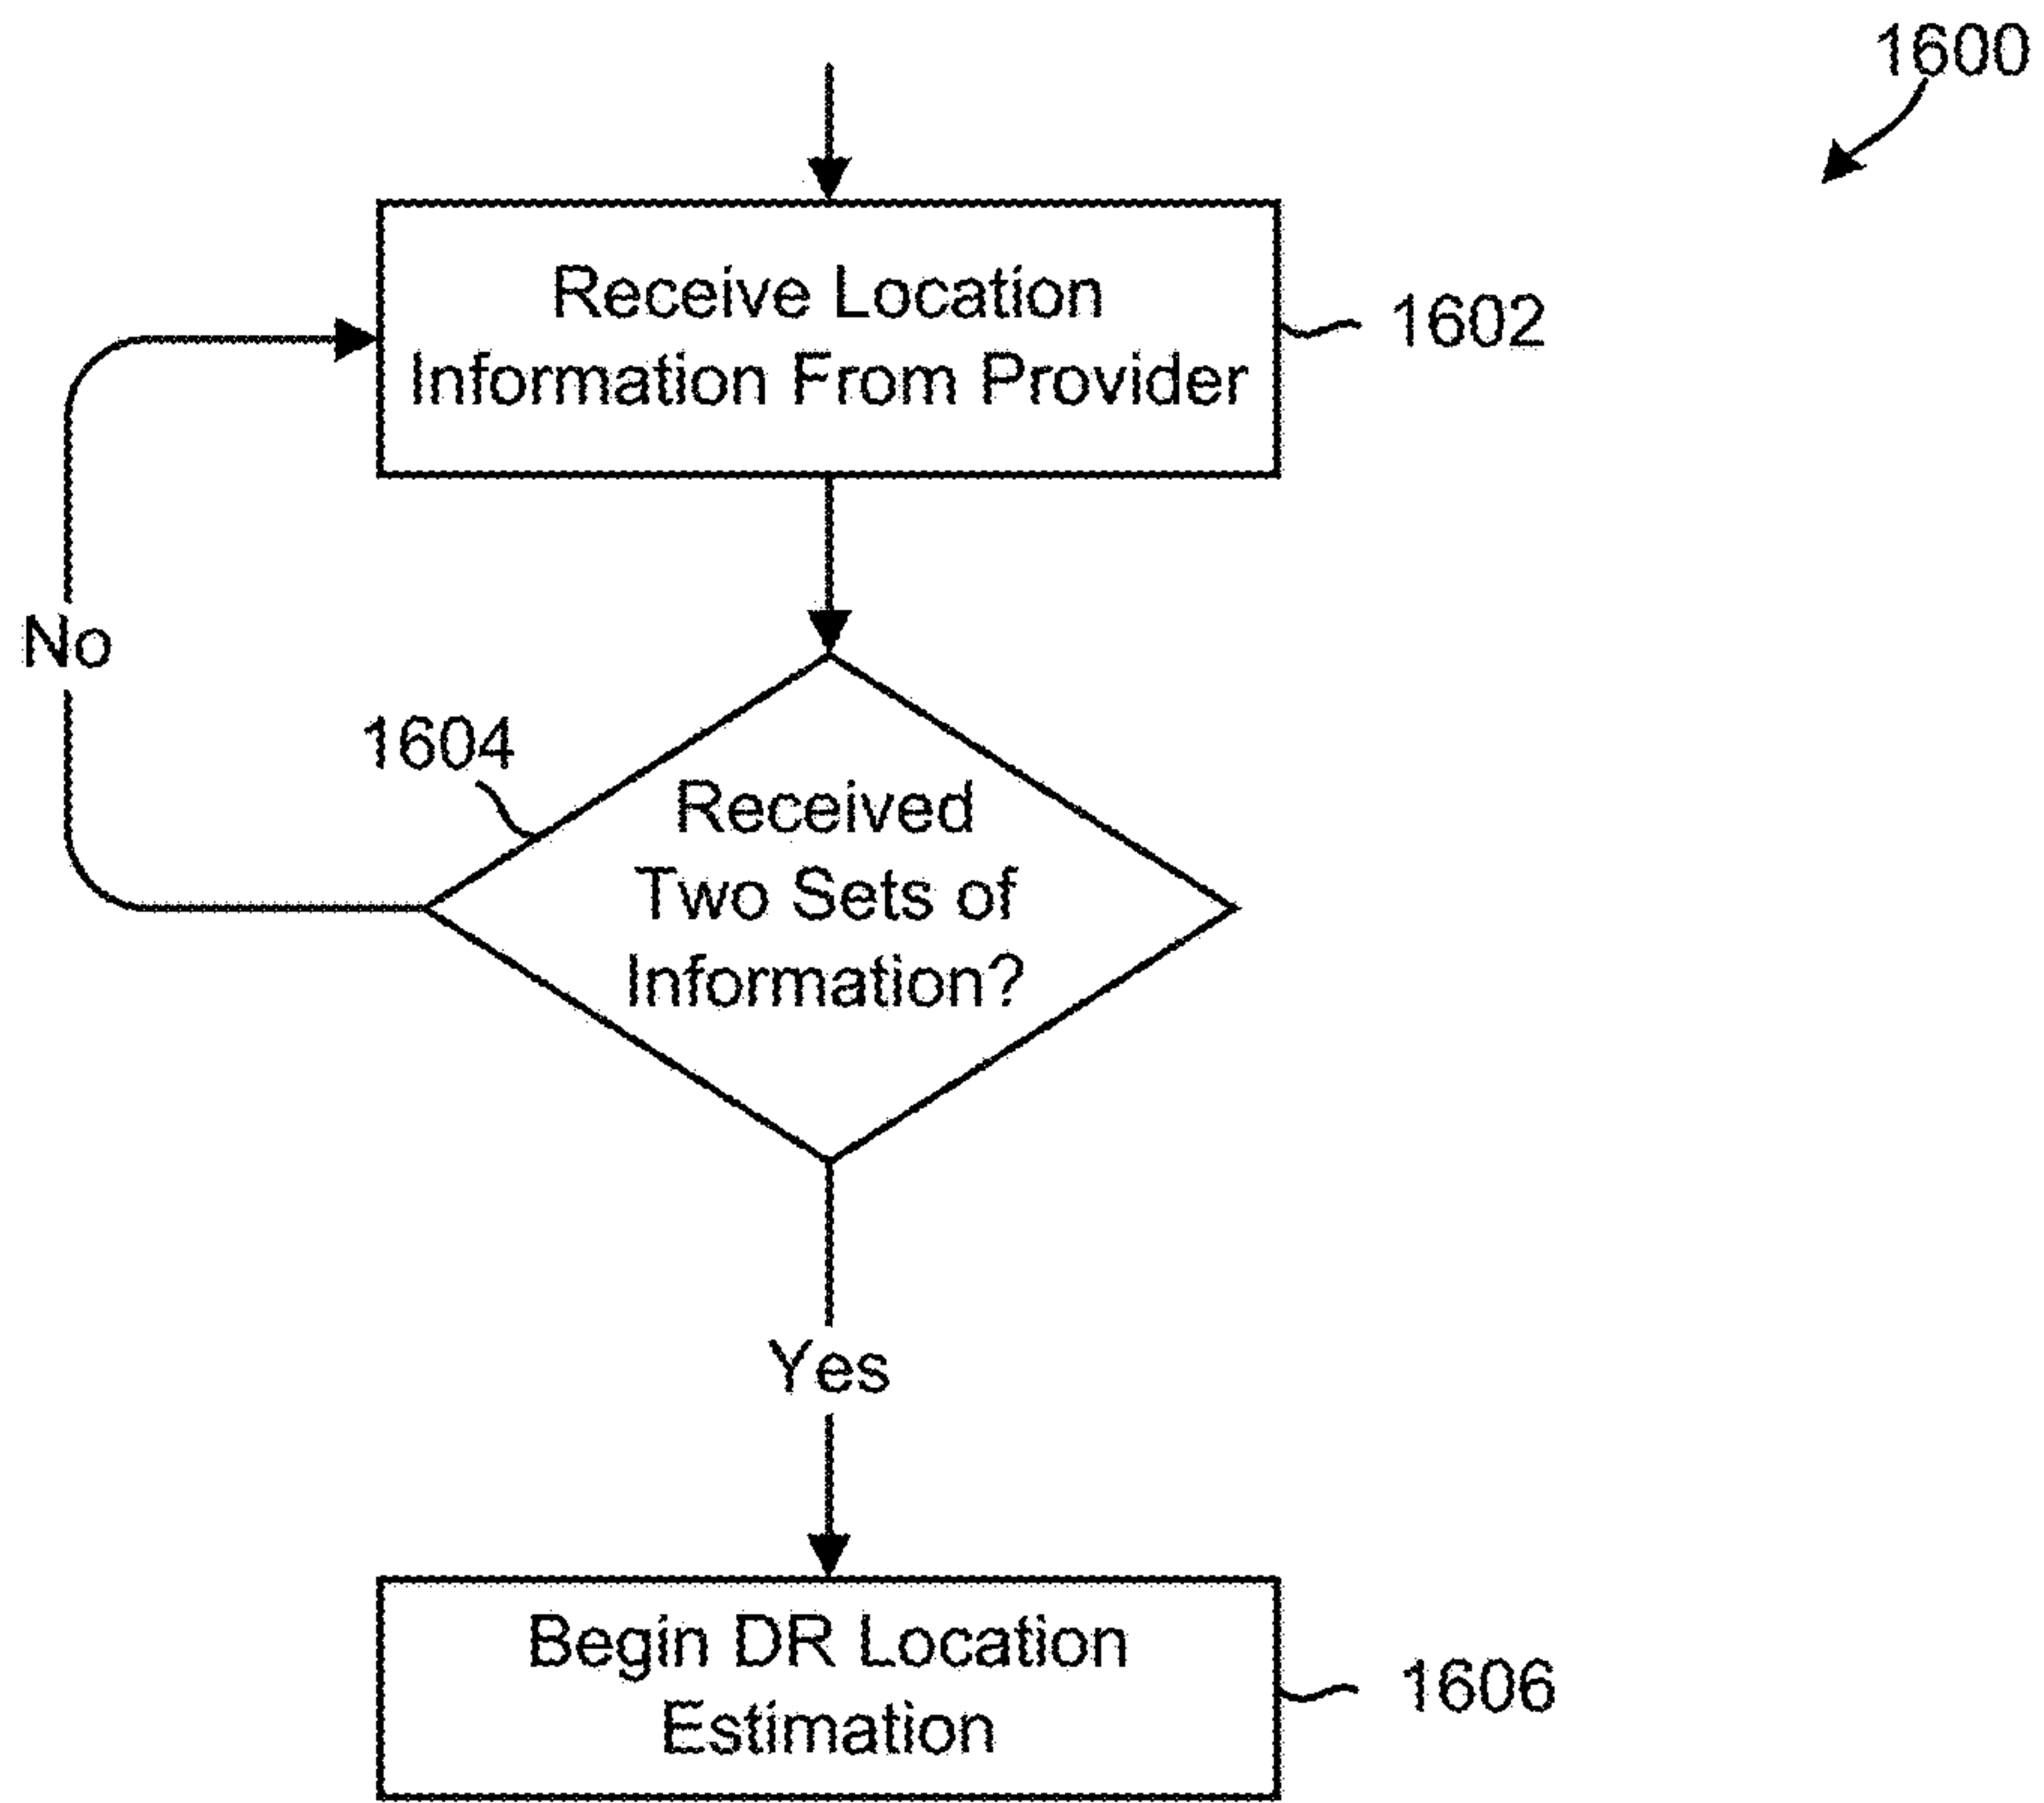 1600
Receive Location
Information From Provider
1602
No
1604
Received
Two Sets of
Information?
Yes
Begin DR Location
Estimation
1606